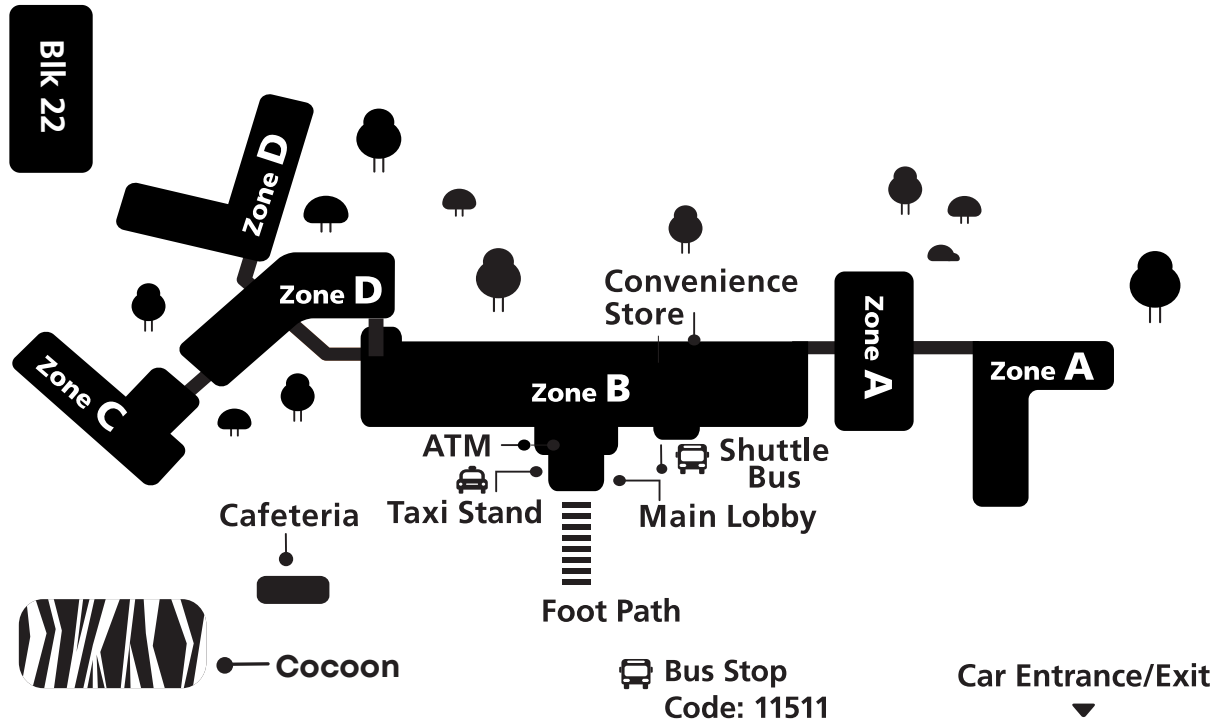 Blk 22
Zone D
Zone D
Convenience
Store
Zone A
Zone A
Zone C
Zone B
ATM
Shuttle
Bus
Taxi Stand
Main Lobby
Cafeteria
Foot Path
Cocoon
Bus Stop
Code: 11511
Car Entrance/Exit